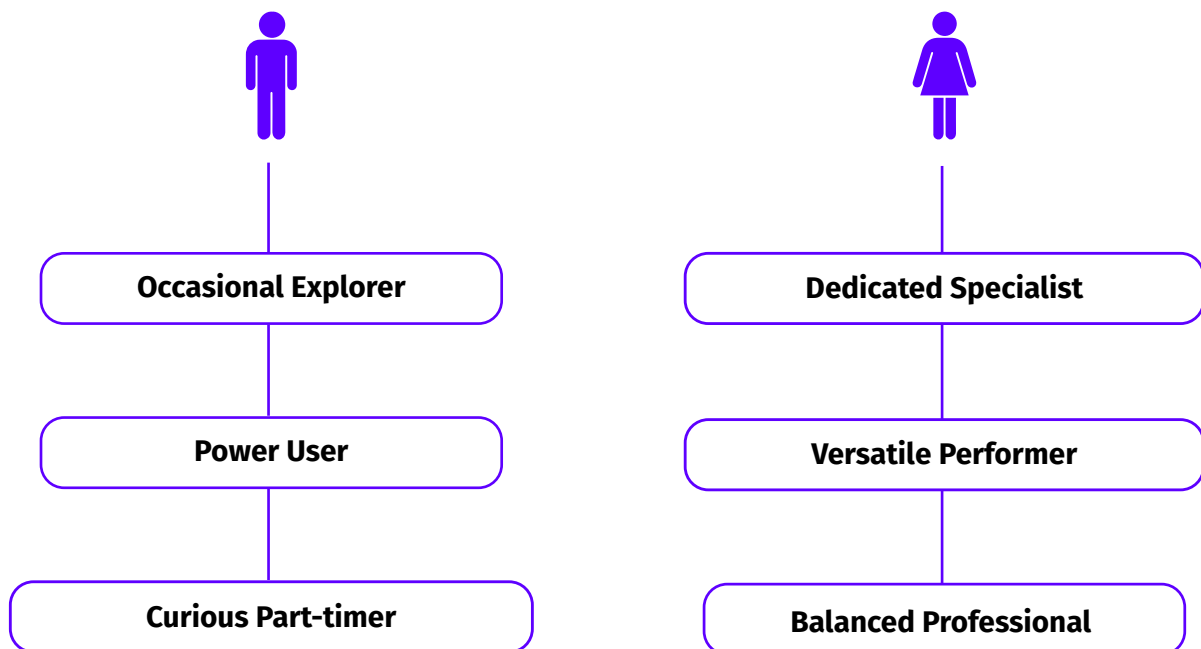 Occasional Explorer
Power User
Curious Part-timer
Dedicated Specialist
Versatile Performer
Balanced Professional